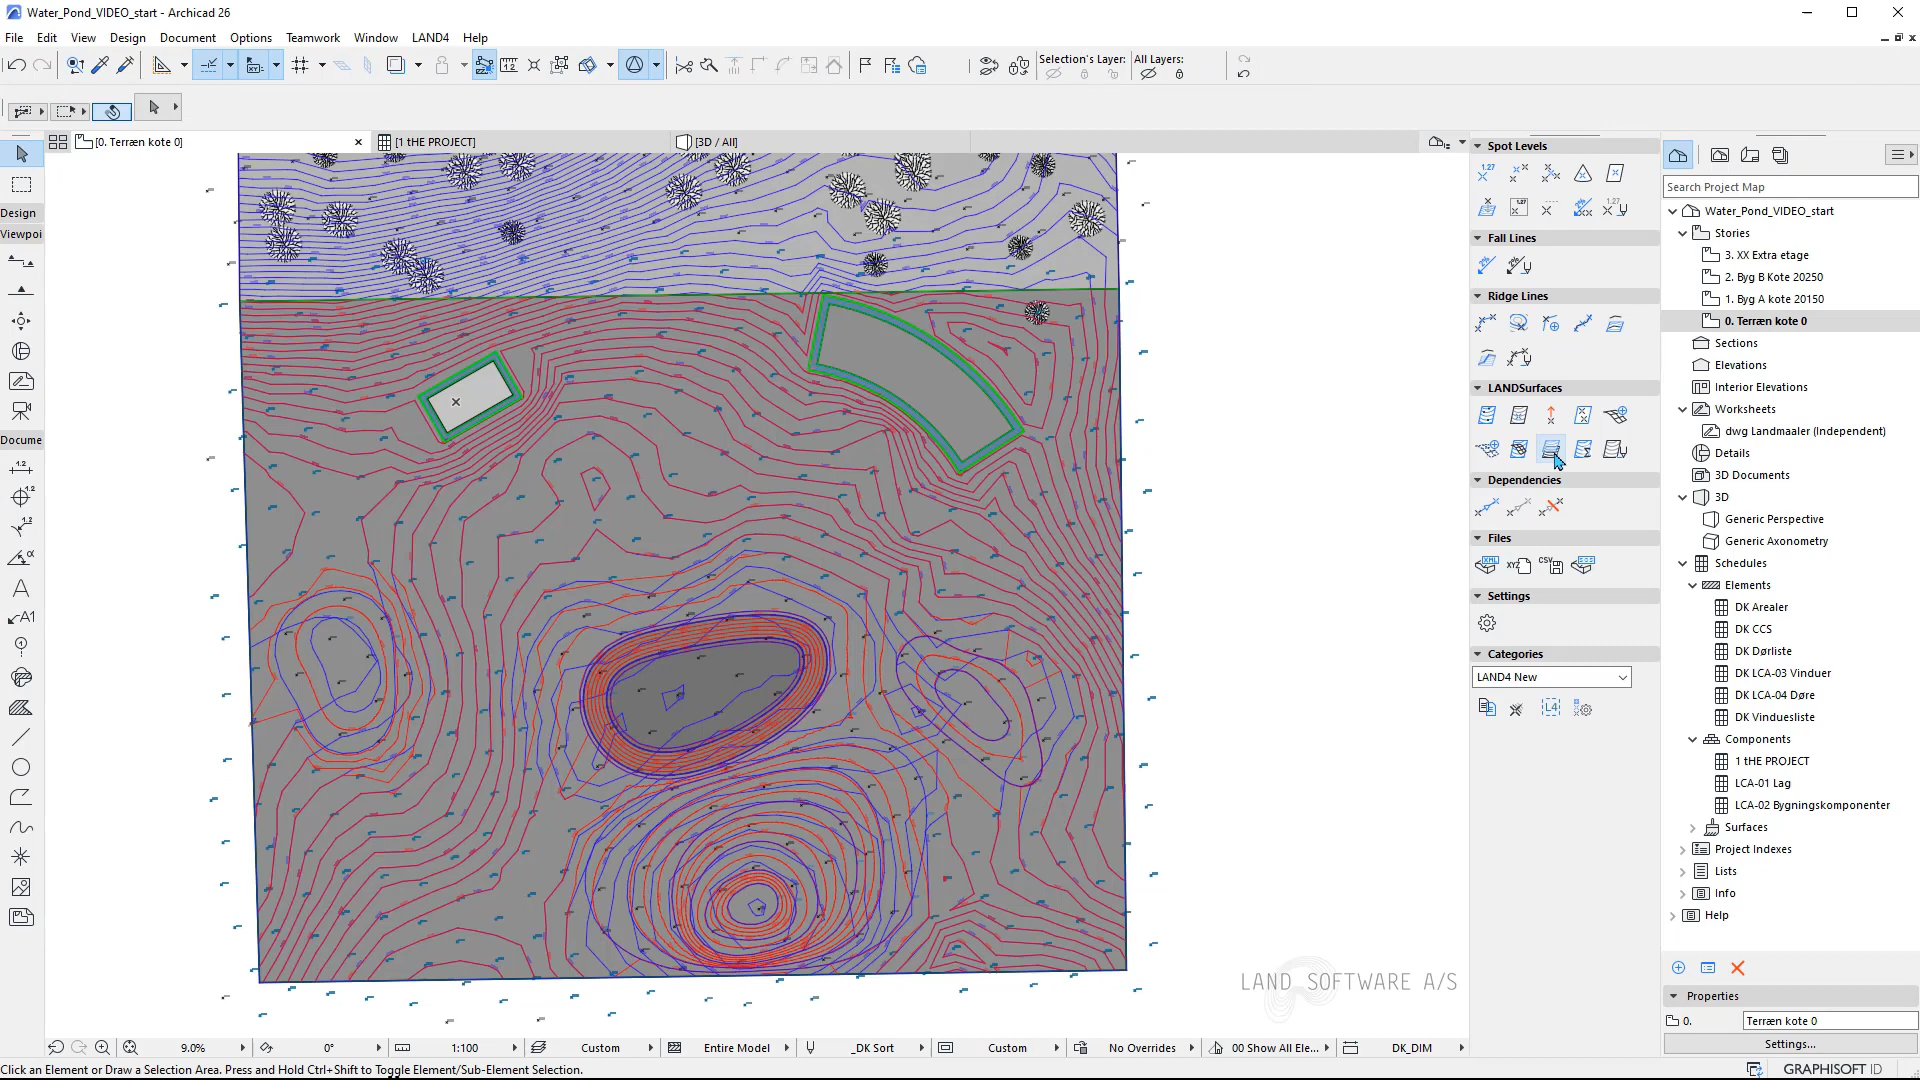 Water_Pond_VIDEO_start - Archicad 26
File Edit View Design Document Options Teamwork Window LAND4 Help
Selection's Layer: All Layers:
[0. Terræn kote 0] [1 tHE PROJECT] [3D / All]
Design
Viewpoi
Docume
Spot Levels
Fall Lines
Ridge Lines
LANDSurfaces
Dependencies
Files
Settings
Categories
LAND4 New
Search Project Map
Water_Pond_VIDEO_start
Stories
3. XX Extra etage
2. Byg B Kote 20250
1. Byg A kote 20150
0. Terræn kote 0
Sections
Elevations
Interior Elevations
Worksheets
dwg Landmaaler (Independent)
Details
3D Documents
3D
Generic Perspective
Generic Axonometry
Schedules
Elements
DK Arealer
DK CCS
DK Dørliste
DK LCA-03 Vinduer
DK LCA-04 Døre
DK Vinduesliste
Components
1 tHE PROJECT
LCA-01 Lag
LCA-02 Bygningskomponenter
Surfaces
Project Indexes
Lists
Info
Help
Properties
0. Terræn kote 0
Settings...
LAND SOFTWARE A/S
9.0% 0° 1:100 Custom Entire Model _DK Sort Custom No Overrides 00 Show All Ele... DK_DIM
Click an Element or Draw a Selection Area. Press and Hold Ctrl+Shift to Toggle Element/Sub-Element Selection.
GRAPHISOFT ID